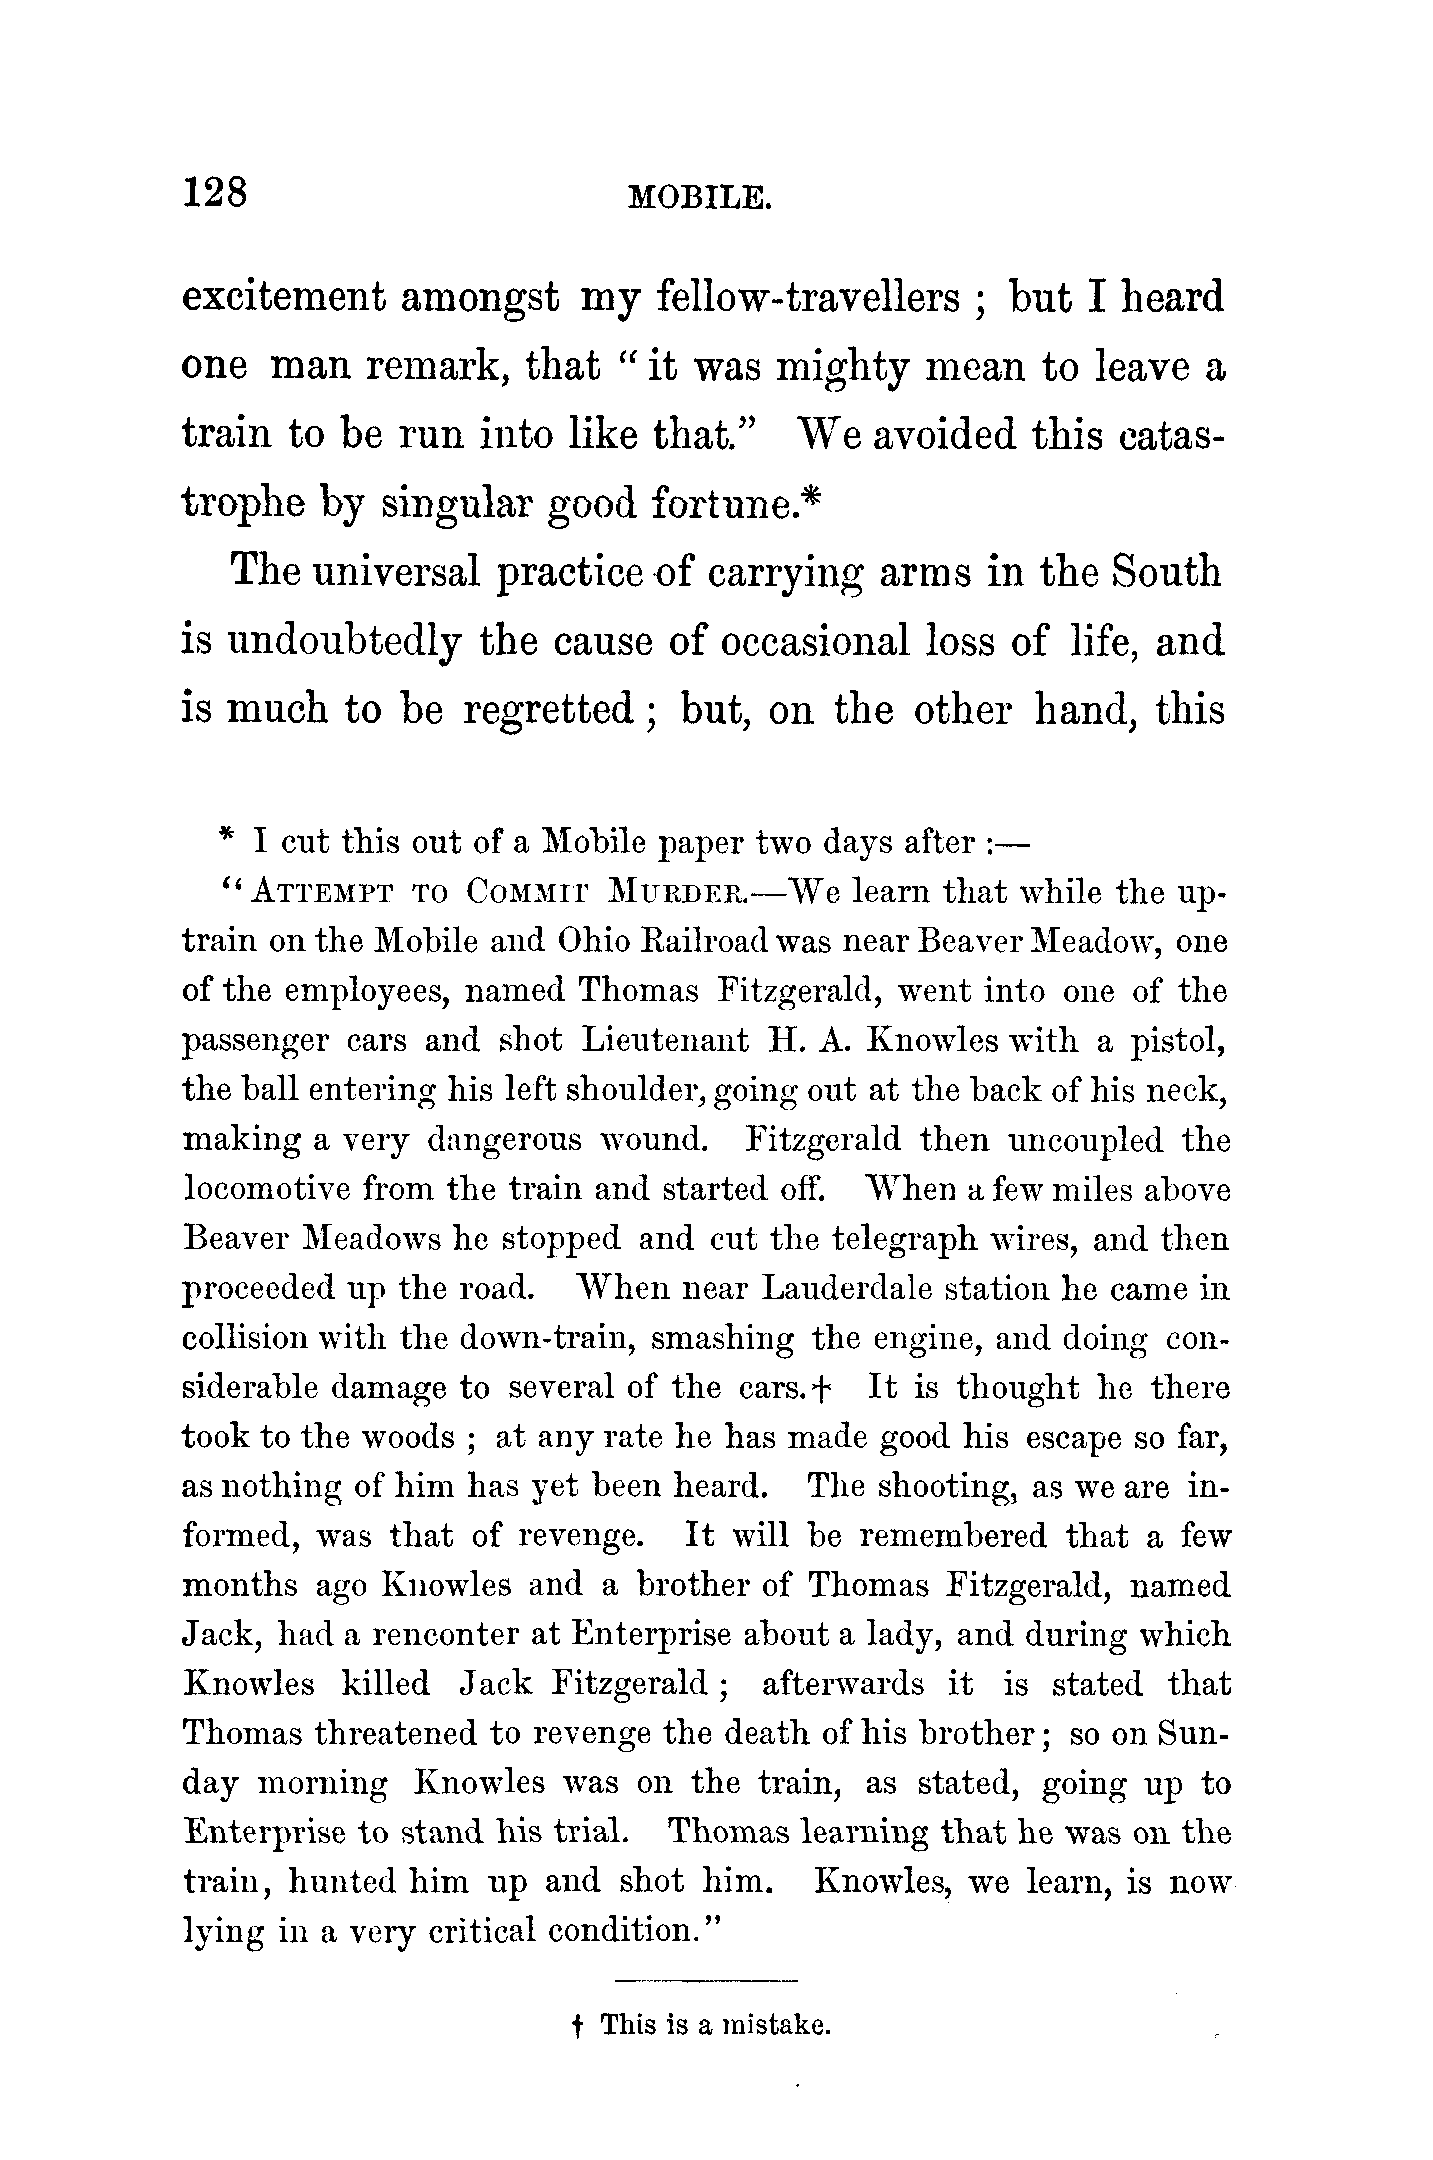 128 MOBILE.
excitement amongst my fellow-travellers ; but I heard
one man remark, that “ it was mighty mean to leave a
train to be run into like that.” We avoided this catas-
trophe by singular good fortune.*
The universal practice of carrying arms in the South
is undoubtedly the cause of occasional loss of life, and
is much to be regretted ; but, on the other hand, this
* I cut this out of a Mobile paper two days after :—
“ ATTEMPT TO COMMIT MURDER.—We learn that while the up-
train on the Mobile and Ohio Railroad was near Beaver Meadow, one
of the employees, named Thomas Fitzgerald, went into one of the
passenger cars and shot Lieutenant H. A. Knowles with a pistol,
the ball entering his left shoulder, going out at the back of his neck,
making a very dangerous wound. Fitzgerald then uncoupled the
locomotive from the train and started off. When a few miles above
Beaver Meadows he stopped and cut the telegraph wires, and then
proceeded up the road. When near Lauderdale station he came in
collision with the down-train, smashing the engine, and doing con-
siderable damage to several of the cars.† It is thought he there
took to the woods ; at any rate he has made good his escape so far,
as nothing of him has yet been heard. The shooting, as we are in-
formed, was that of revenge. It will be remembered that a few
months ago Knowles and a brother of Thomas Fitzgerald, named
Jack, had a renconter at Enterprise about a lady, and during which
Knowles killed Jack Fitzgerald ; afterwards it is stated that
Thomas threatened to revenge the death of his brother ; so on Sun-
day morning Knowles was on the train, as stated, going up to
Enterprise to stand his trial. Thomas learning that he was on the
train, hunted him up and shot him. Knowles, we learn, is now
lying in a very critical condition.”
† This is a mistake.